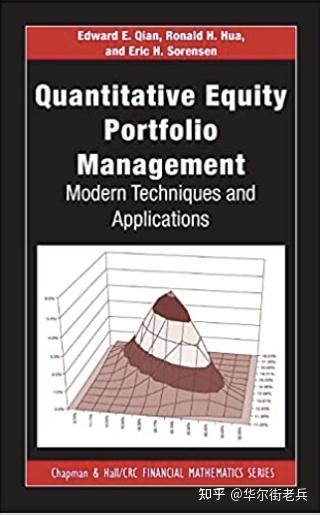 Edward E. Qian, Ronald H. Hua,
and Eric H. Sorensen
Quantitative Equity
Portfolio
Management
Modern Techniques and
Applications
Chapman & Hall/CRC FINANCIAL MATHEMATICS SERIES
知乎 @华尔街老兵